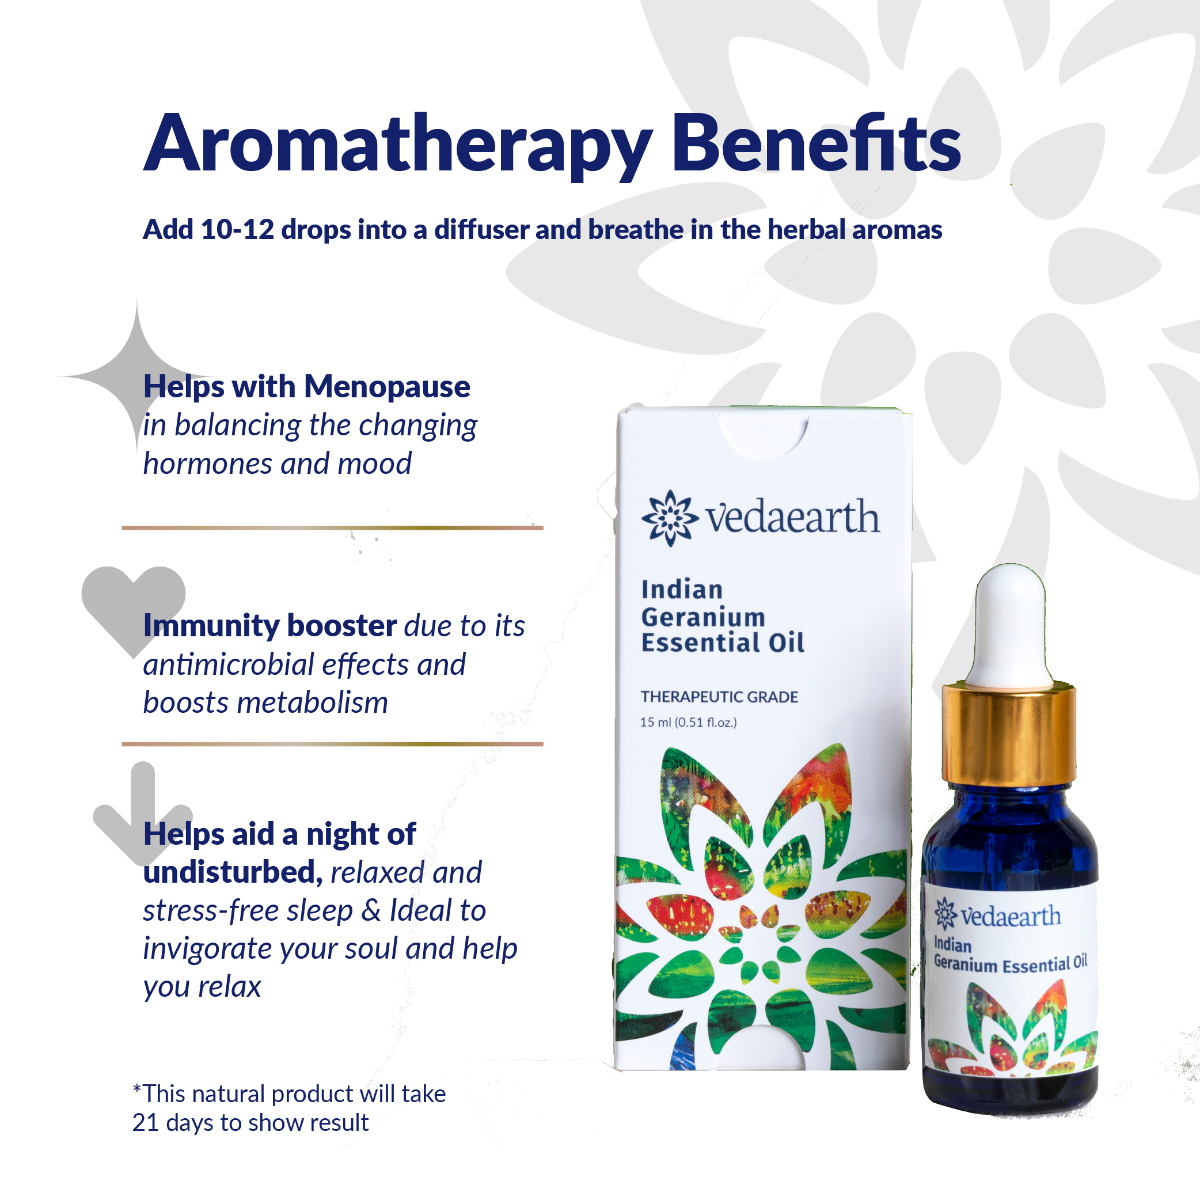 Aromatherapy Benefits
Add 10-12 drops into a diffuser and breathe in the herbal aromas
Helps with Menopause
in balancing the changing
hormones and mood
Immunity booster due to its
antimicrobial effects and
boosts metabolism
Helps aid a night of
undisturbed, relaxed and
stress-free sleep & Ideal to
invigorate your soul and help
you relax
*This natural product will take
21 days to show result
vedaearth
Indian
Geranium
Essential Oil
THERAPEUTIC GRADE
15 ml (0.51 fl.oz.)
vedaearth
Indian
Geranium Essential Oil